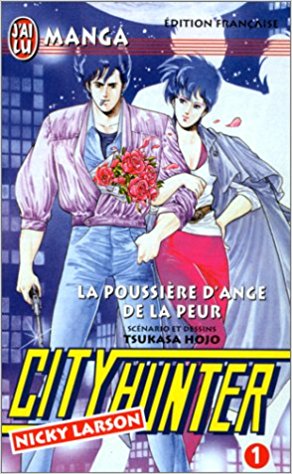 J'AI LU
MANGA
ÉDITION FRANÇAISE
LA POUSSIÈRE D'ANGE
DE LA PEUR
SCÉNARIO ET DESSINS
TSUKASA HOJO
CITY HUNTER
NICKY LARSON
1